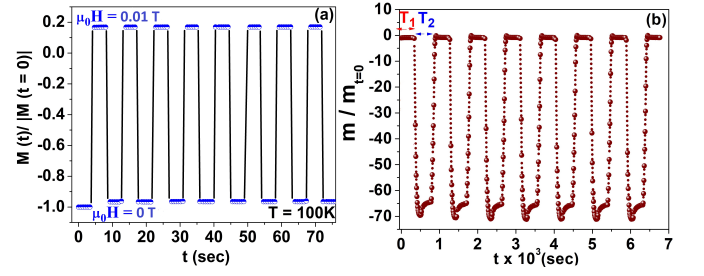 (a)
μ₀H = 0.01 T
M (t)/ |M (t = 0)|
0.2
0.0
-0.2
-0.4
-0.6
-0.8
-1.0
μ₀H = 0 T
T = 100K
0 10 20 30 40 50 60 70
t (sec)
(b)
T₁ T₂
m / mₜ₌₀
10
0
-10
-20
-30
-40
-50
-60
-70
0 1 2 3 4 5 6 7
t x 10³(sec)